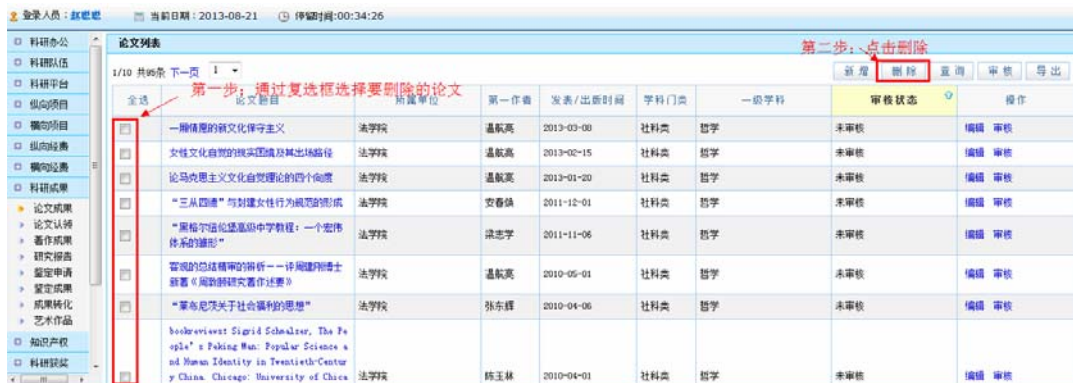 登录人员：赵聪聪 当前日期：2013-08-21 停留时间:00:34:26
科研办公
科研队伍
科研平台
纵向项目
横向项目
纵向经费
横向经费
科研成果
论文成果
论文认领
著作成果
研究报告
鉴定申请
鉴定成果
成果转化
艺术作品
知识产权
科研获奖
论文列表
第二步：点击删除
1/10 共95条 下一页 1
新增 删除 查询 审核 导出
第一步：通过复选框选择要删除的论文
全选 论文题目 所属单位 第一作者 发表/出版时间 学科门类 一级学科 审核状态 操作
一厢情愿的新文化保守主义 法学院 温航亮 2013-03-08 社科类 哲学 未审核 编辑 审核
女性文化自觉的现实困境及其出场路径 法学院 温航亮 2013-02-15 社科类 哲学 未审核 编辑 审核
论马克思主义文化自觉理论的四个向度 法学院 温航亮 2013-01-20 社科类 哲学 未审核 编辑 审核
“三从四德”与封建女性行为规范的形成 法学院 安春焕 2011-12-01 社科类 哲学 未审核 编辑 审核
“黑格尔纽伦堡高级中学教程：一个宏伟
体系的雏形” 法学院 梁志学 2011-11-06 社科类 哲学 未审核 编辑 审核
客观的总结精审的辨析－－评周建刚博士
新著《周敦颐研究著作述要》 法学院 温航亮 2010-05-01 社科类 哲学 未审核 编辑 审核
“莱布尼茨关于社会福利的思想” 法学院 张东辉 2010-04-06 社科类 哲学 未审核 编辑 审核
bookreviews: Sigrid Schmalzer, The Pe
ople’s Peking Man: Popular Science a
nd Human Identity in Twentieth-Centur
y China. Chicago: University of Chica 法学院 陈玉林 2010-04-01 社科类 哲学 未审核 编辑 审核